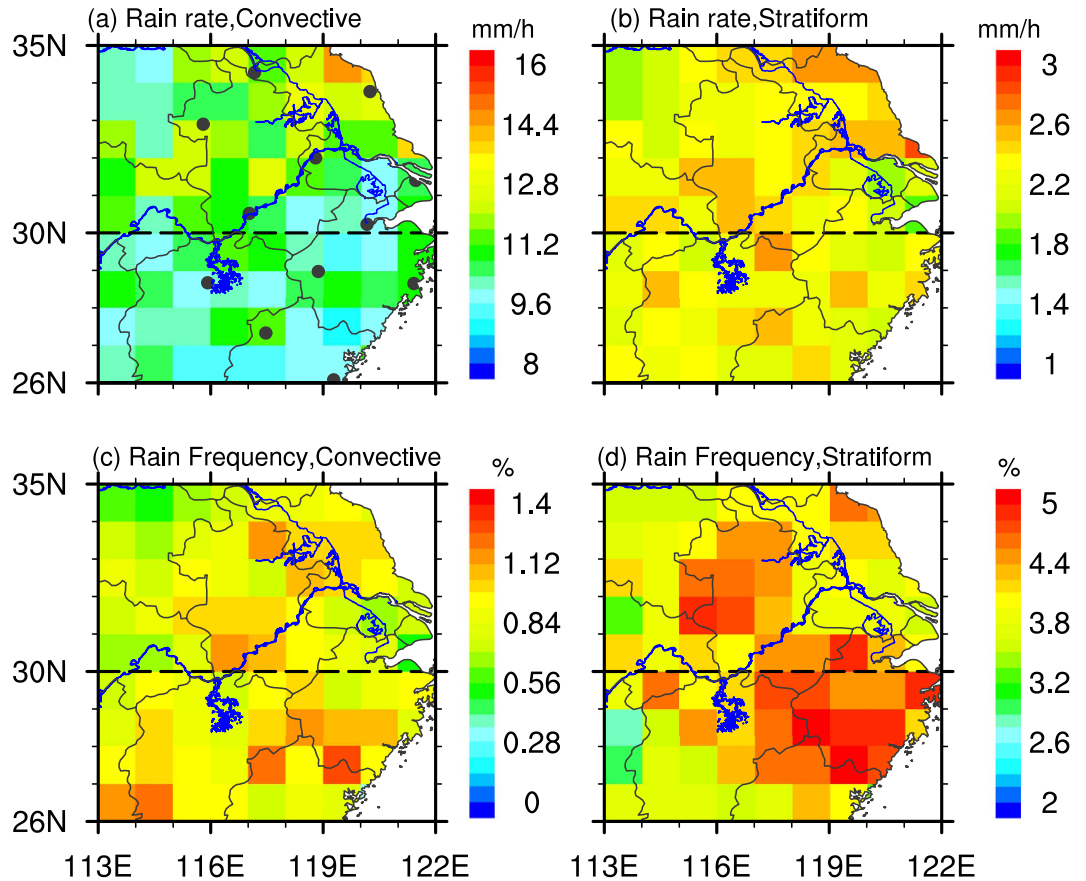 (a) Rain rate,Convective
mm/h
(b) Rain rate,Stratiform
mm/h
35N
30N
26N
113E
116E
119E
122E
16
14.4
12.8
11.2
9.6
8
3
2.6
2.2
1.8
1.4
1
(c) Rain Frequency,Convective
%
(d) Rain Frequency,Stratiform
%
35N
30N
26N
1.4
1.12
0.84
0.56
0.28
0
5
4.4
3.8
3.2
2.6
2
113E
116E
119E
122E